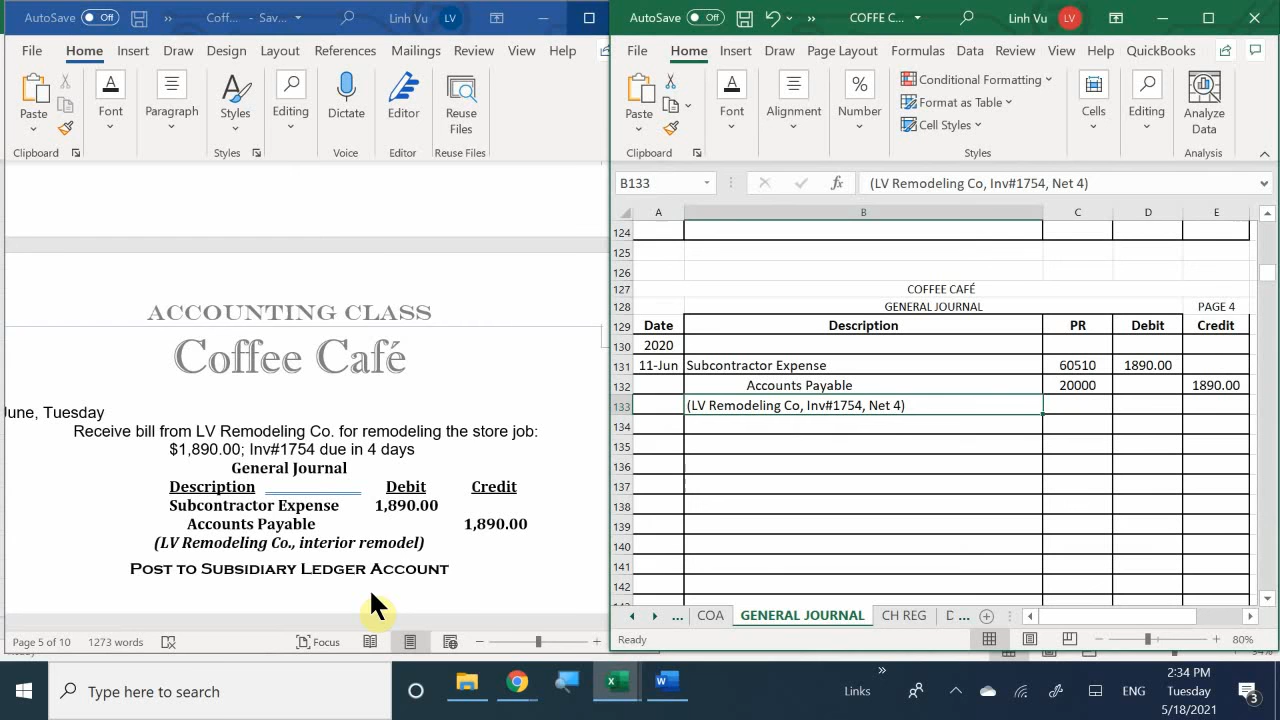 AutoSave Off Coff... - Sav... Linh Vu LV
File Home Insert Draw Design Layout References Mailings Review View Help
Paste Font Paragraph Styles Editing Dictate Editor Reuse Files
Clipboard Styles Voice Editor Reuse Files
ACCOUNTING CLASS
Coffee Café
June, Tuesday
Receive bill from LV Remodeling Co. for remodeling the store job:
$1,890.00; Inv#1754 due in 4 days
General Journal
Description Debit Credit
Subcontractor Expense 1,890.00
Accounts Payable 1,890.00
(LV Remodeling Co., interior remodel)
Post to Subsidiary Ledger Account
Page 5 of 10 1273 words Focus
AutoSave Off COFFE C... Linh Vu LV
File Home Insert Draw Page Layout Formulas Data Review View Help QuickBooks
Paste Font Alignment Number Conditional Formatting Format as Table Cell Styles Cells Editing Analyze Data
Clipboard Styles Analysis
B133 fx (LV Remodeling Co, Inv#1754, Net 4)
A B C D E
124
125
126
127 COFFEE CAFÉ
128 GENERAL JOURNAL PAGE 4
129 Date Description PR Debit Credit
130 2020
131 11-Jun Subcontractor Expense 60510 1890.00
132 Accounts Payable 20000 1890.00
133 (LV Remodeling Co, Inv#1754, Net 4)
134
135
136
137
138
139
140
141
142
... COA GENERAL JOURNAL CH REG D ...
Ready 80%
Type here to search Links ENG 2:34 PM
Tuesday
5/18/2021 3